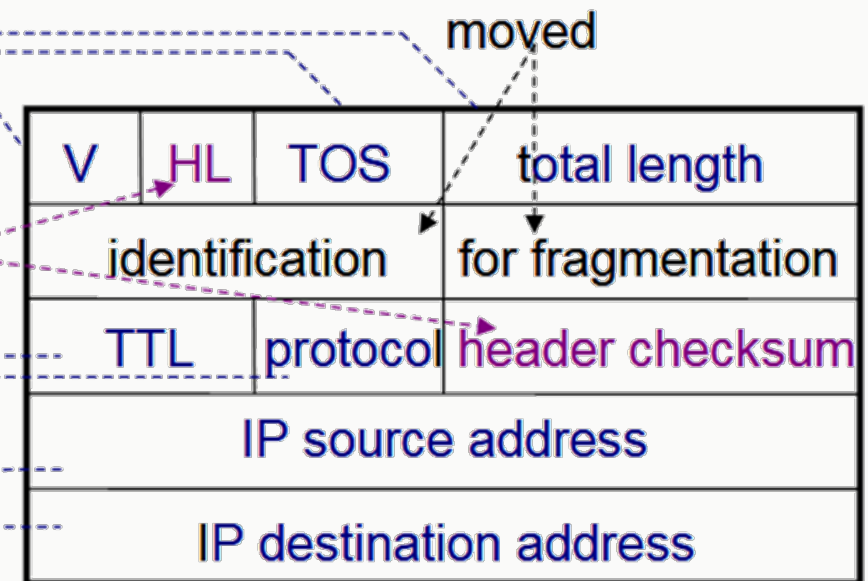 moved
V HL TOS total length
identification for fragmentation
TTL protocol header checksum
IP source address
IP destination address